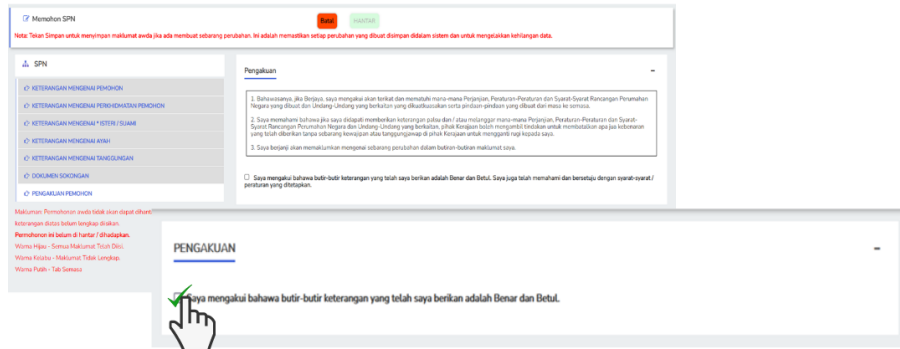 Memohon SPN
Batal
HANTAR
Nota: Tekan Simpan untuk menyimpan maklumat awda jika ada membuat sebarang perubahan. Ini adalah memastikan setiap perubahan yang dibuat disimpan didalam sistem dan untuk mengelakkan kehilangan data.
SPN
KETERANGAN MENGENAI PEMOHON
KETERANGAN MENGENAI PERKHIDMATAN PEMOHON
KETERANGAN MENGENAI * ISTERI / SUAMI
KETERANGAN MENGENAI AYAH
KETERANGAN MENGENAI TANGGUNGAN
DOKUMEN SOKONGAN
PENGAKUAN PEMOHON
Maklumat: Permohonan awda tidak akan dapat dihant
keterangan diatas belum lengkap diisikan.
Permohonan ini belum di hantar / dihadapkan.
Warna Hijau - Semua Maklumat Telah Diisi.
Warna Kelabu - Maklumat Tidak Lengkap.
Warna Putih - Tab Semasa
Pengakuan
1. Bahawasanya, jika Berjaya, saya mengakui akan terikat dan mematuhi mana-mana Perjanjian, Peraturan-Peraturan dan Syarat-Syarat Rancangan Perumahan
Negara yang dibuat dan Undang-Undang yang berkaitan yang dikuatkuasakan serta pindaan-pindaan yang dibuat dari masa ke semasa.
2. Saya memahami bahawa jika saya didapati memberikan keterangan palsu dan / atau melanggar mana-mana Perjanjian, Peraturan-Peraturan dan Syarat-
Syarat Rancangan Perumahan Negara dan Undang-Undang yang berkaitan, pihak Kerajaan boleh mengambil tindakan untuk membatalkan apa jua kebenaran
yang telah diberikan tanpa sebarang kewajipan atau tanggungjawap di pihak Kerajaan untuk mengganti rugi kepada saya.
3. Saya berjanji akan memaklumkan mengenai sebarang perubahan dalam butiran-butiran maklumat saya.
Saya mengakui bahawa butir-butir keterangan yang telah saya berikan adalah Benar dan Betul. Saya juga telah memahami dan bersetuju dengan syarat-syarat /
peraturan yang ditetapkan.
PENGAKUAN
Saya mengakui bahawa butir-butir keterangan yang telah saya berikan adalah Benar dan Betul.